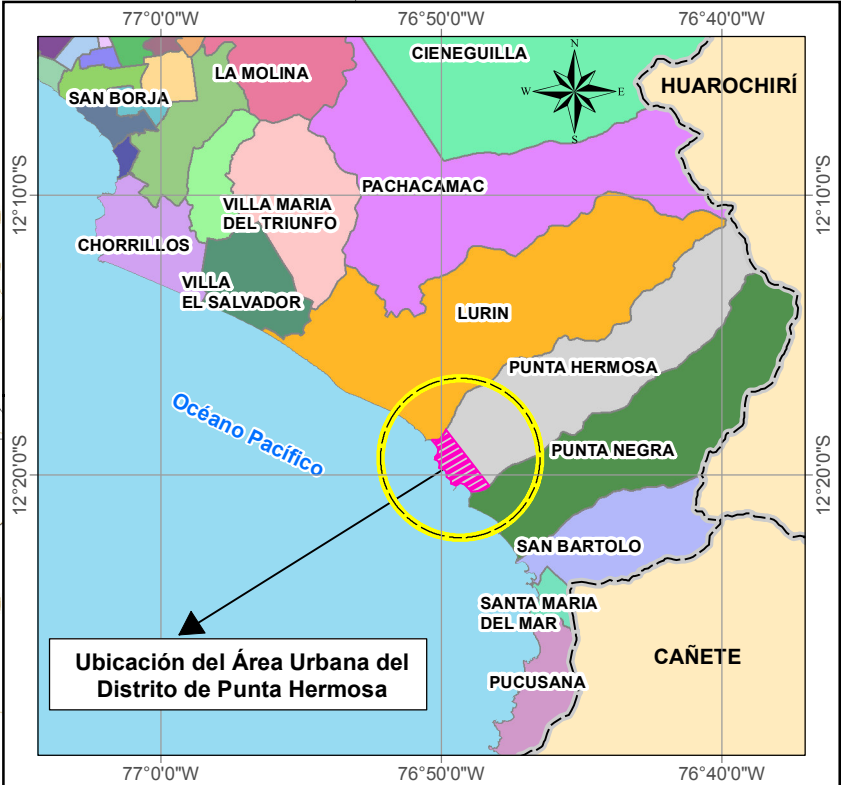 77°0'0"W
76°50'0"W
76°40'0"W
CIENEGUILLA
N
LA MOLINA
HUAROCHIRÍ
W
E
SAN BORJA
S
PACHACAMAC
12°10'0"S
12°10'0"S
VILLA MARIA
DEL TRIUNFO
CHORRILLOS
VILLA
EL SALVADOR
LURIN
PUNTA HERMOSA
Océano Pacífico
PUNTA NEGRA
12°20'0"S
12°20'0"S
SAN BARTOLO
SANTA MARIA
DEL MAR
CAÑETE
Ubicación del Área Urbana del
Distrito de Punta Hermosa
PUCUSANA
77°0'0"W
76°50'0"W
76°40'0"W